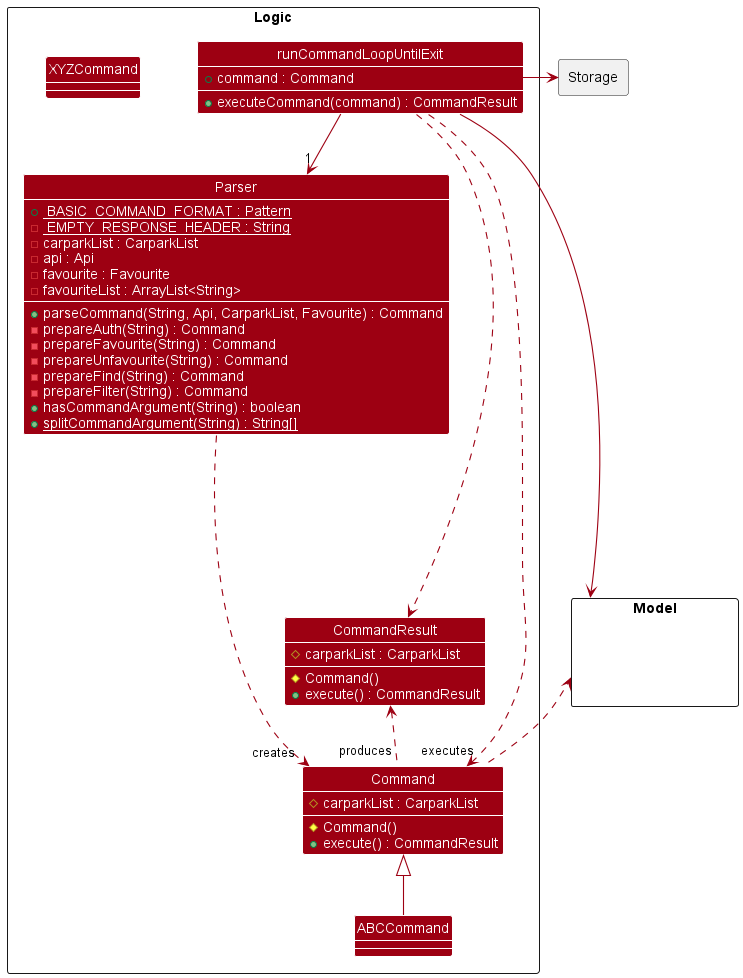 Logic
XYZCommand
runCommandLoopUntilExit
command : Command
executeCommand(command) : CommandResult
Storage
1
Parser
BASIC_COMMAND_FORMAT : Pattern
EMPTY_RESPONSE_HEADER : String
carparkList : CarparkList
api : Api
favourite : Favourite
favouriteList : ArrayList<String>
parseCommand(String, Api, CarparkList, Favourite) : Command
prepareAuth(String) : Command
prepareFavourite(String) : Command
prepareUnfavourite(String) : Command
prepareFind(String) : Command
prepareFilter(String) : Command
hasCommandArgument(String) : boolean
splitCommandArgument(String) : String[]
Model
CommandResult
carparkList : CarparkList
Command()
execute() : CommandResult
creates
produces
executes
Command
carparkList : CarparkList
Command()
execute() : CommandResult
ABCCommand